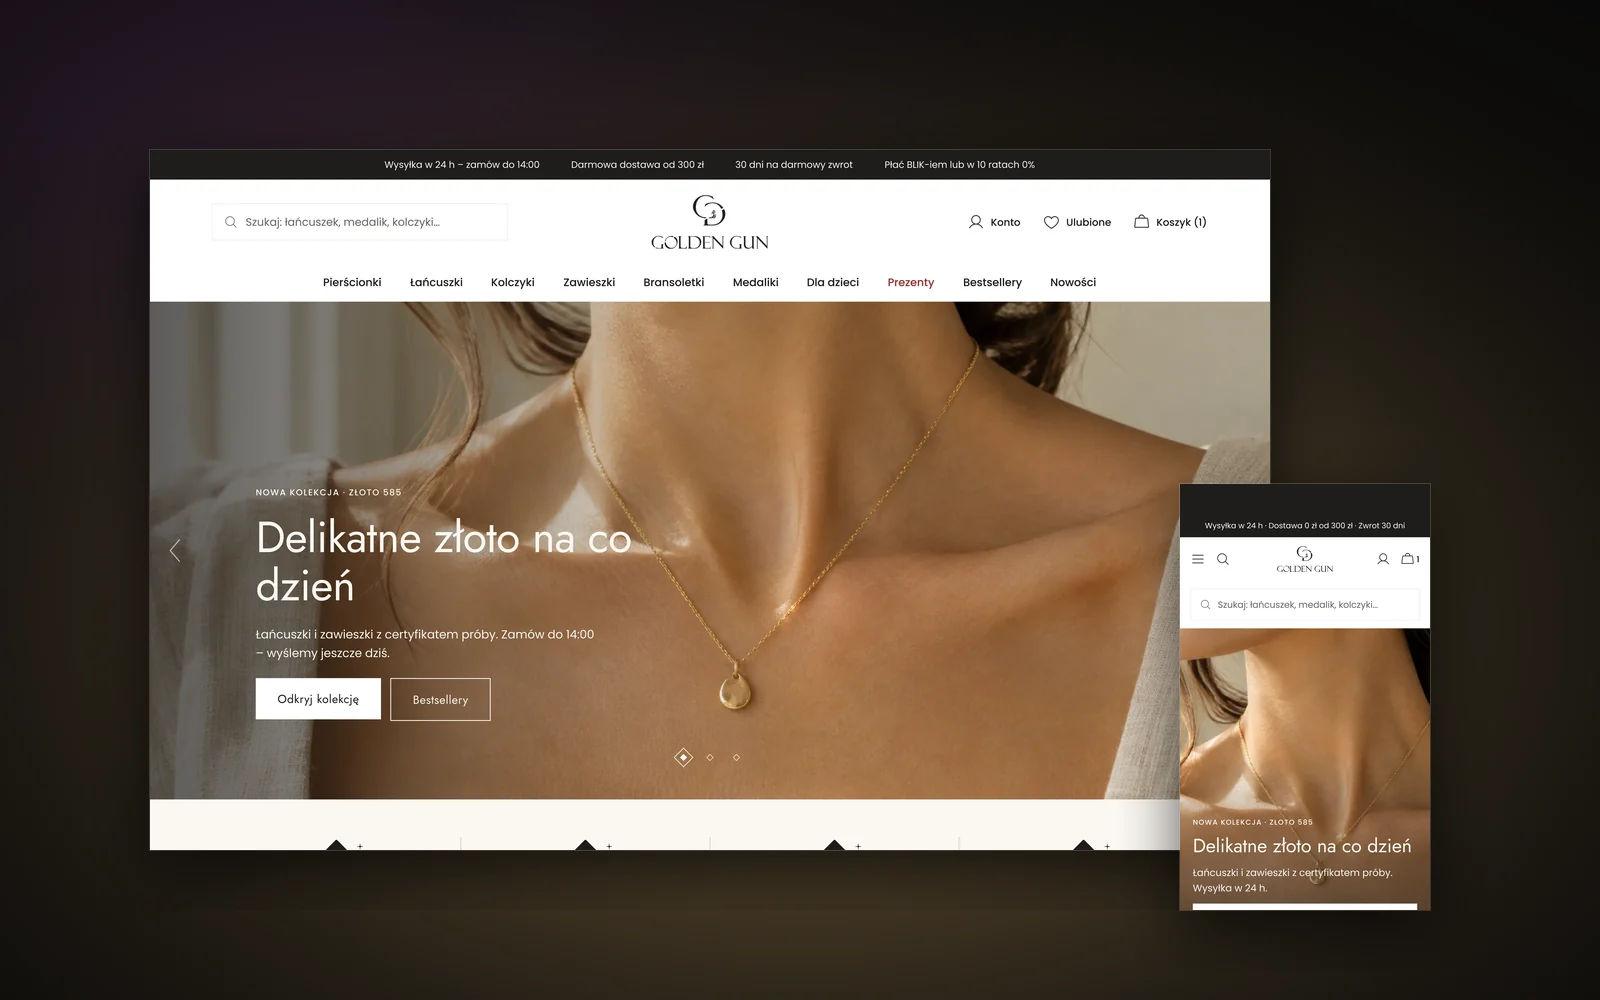 Wysyłka w 24 h – zamów do 14:00 Darmowa dostawa od 300 zł 30 dni na darmowy zwrot Płać BLIK-iem lub w 10 ratach 0%
Szukaj: łańcuszek, medalik, kolczyki...
GOLDEN GUN
Konto Ulubione Koszyk (1)
Pierścionki Łańcuszki Kolczyki Zawieszki Bransoletki Medaliki Dla dzieci Prezenty Bestsellery Nowości
NOWA KOLEKCJA · ZŁOTO 585
Delikatne złoto na co
dzień
Łańcuszki i zawieszki z certyfikatem próby. Zamów do 14:00
– wyślemy jeszcze dziś.
Odkryj kolekcję Bestsellery
Wysyłka w 24 h · Dostawa 0 zł od 300 zł · Zwrot 30 dni
GOLDEN GUN
1
Szukaj: łańcuszek, medalik, kolczyki...
NOWA KOLEKCJA · ZŁOTO 585
Delikatne złoto na co dzień
Łańcuszki i zawieszki z certyfikatem próby.
Wysyłka w 24 h.